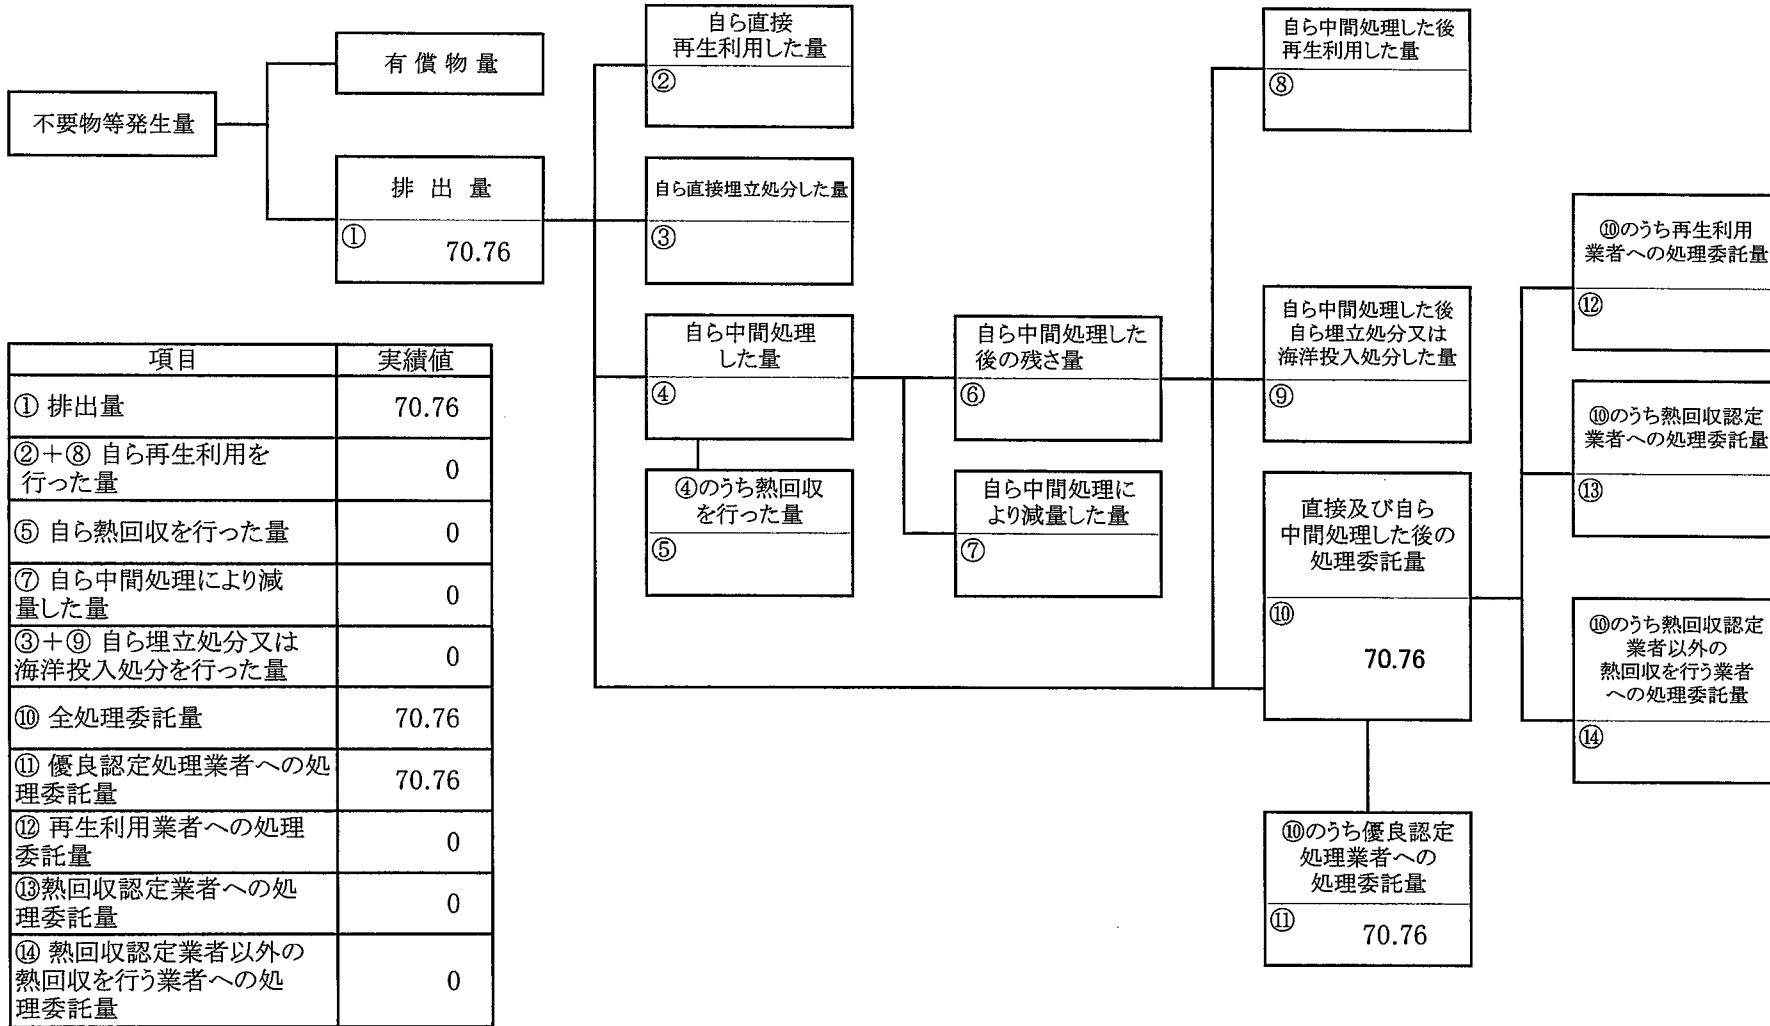 不要物等発生量
有償物量
排出量
①
70.76
自ら直接
再生利用した量
②
自ら直接埋立処分した量
③
自ら中間処理
した量
④
④のうち熱回収
を行った量
⑤
自ら中間処理した
後の残さ量
⑥
自ら中間処理に
より減量した量
⑦
自ら中間処理した後
再生利用した量
⑧
自ら中間処理した後
自ら埋立処分又は
海洋投入処分した量
⑨
直接及び自ら
中間処理した後の
処理委託量
⑩
70.76
⑩のうち優良認定
処理業者への
処理委託量
⑪
70.76
⑩のうち再生利用
業者への処理委託量
⑫
⑩のうち熱回収認定
業者への処理委託量
⑬
⑩のうち熱回収認定
業者以外の
熱回収を行う業者
への処理委託量
⑭
項目 実績値
① 排出量 70.76
②+⑧ 自ら再生利用を
行った量 0
⑤ 自ら熱回収を行った量 0
⑦ 自ら中間処理により減
量した量 0
③+⑨ 自ら埋立処分又は
海洋投入処分を行った量 0
⑩ 全処理委託量 70.76
⑪ 優良認定処理業者への処
理委託量 70.76
⑫ 再生利用業者への処理
委託量 0
⑬熱回収認定業者への処
理委託量 0
⑭ 熱回収認定業者以外の
熱回収を行う業者への処
理委託量 0